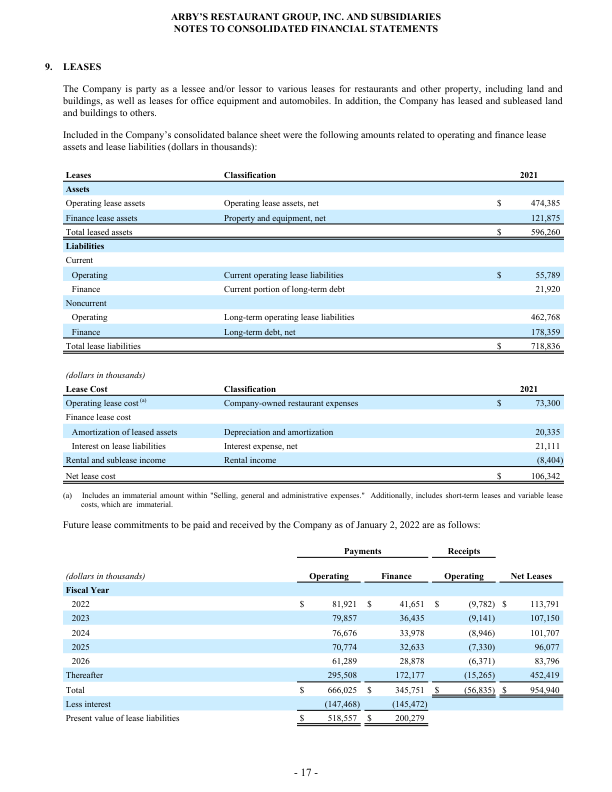 ARBY'S RESTAURANT GROUP, INC. AND SUBSIDIARIES
NOTES TO CONSOLIDATED FINANCIAL STATEMENTS
9. LEASES
The Company is party as a lessee and/or lessor to various leases for restaurants and other property, including land and
buildings, as well as leases for office equipment and automobiles. In addition, the Company has leased and subleased land
and buildings to others.
Included in the Company's consolidated balance sheet were the following amounts related to operating and finance lease
assets and lease liabilities (dollars in thousands):
Leases Classification 2021
Assets
Operating lease assets Operating lease assets, net $ 474,385
Finance lease assets Property and equipment, net 121,875
Total leased assets $ 596,260
Liabilities
Current
Operating Current operating lease liabilities $ 55,789
Finance Current portion of long-term debt 21,920
Noncurrent
Operating Long-term operating lease liabilities 462,768
Finance Long-term debt, net 178,359
Total lease liabilities $ 718,836
(dollars in thousands)
Lease Cost Classification 2021
Operating lease cost (a) Company-owned restaurant expenses $ 73,300
Finance lease cost
Amortization of leased assets Depreciation and amortization 20,335
Interest on lease liabilities Interest expense, net 21,111
Rental and sublease income Rental income (8,404)
Net lease cost $ 106,342
(a) Includes an immaterial amount within "Selling, general and administrative expenses." Additionally, includes short-term leases and variable lease
costs, which are immaterial.
Future lease commitments to be paid and received by the Company as of January 2, 2022 are as follows:
Payments Receipts
(dollars in thousands) Operating Finance Operating Net Leases
Fiscal Year
2022 $ 81,921 $ 41,651 $ (9,782) $ 113,791
2023 79,857 36,435 (9,141) 107,150
2024 76,676 33,978 (8,946) 101,707
2025 70,774 32,633 (7,330) 96,077
2026 61,289 28,878 (6,371) 83,796
Thereafter 295,508 172,177 (15,265) 452,419
Total $ 666,025 $ 345,751 $ (56,835) $ 954,940
Less interest (147,468) (145,472)
Present value of lease liabilities $ 518,557 $ 200,279
- 17 -